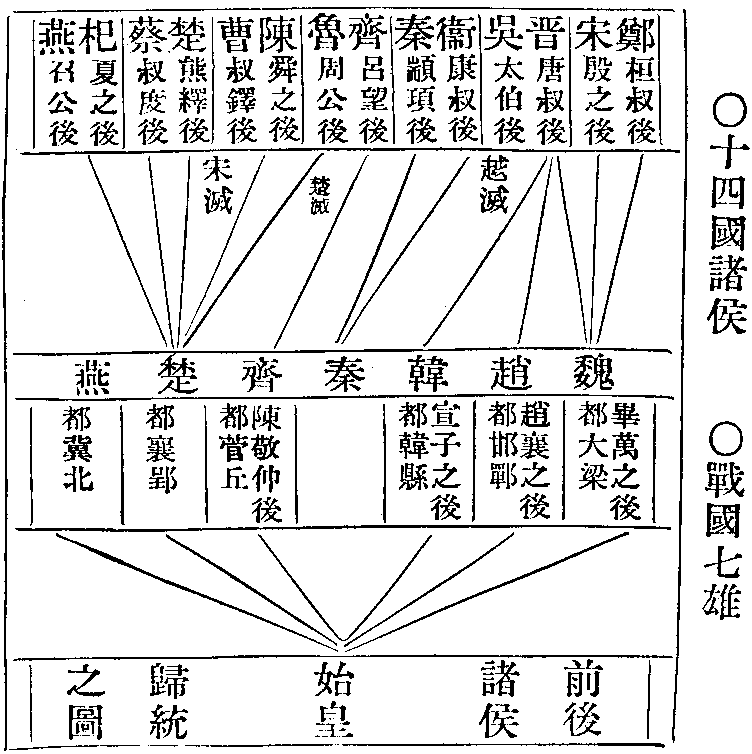 ○十四國諸侯
○戰國七雄
鄭桓叔後
宋殷之後
晋唐叔後
吳太伯後
衞康叔後
秦顓頊後
齊呂望後
魯周公後
陳舜之後
曹叔鐸後
楚熊繹後
蔡叔度後
杞夏之後
燕召公後
越滅
楚滅
宋滅
魏
趙
韓
秦
齊
楚
燕
畢萬之後
都大梁
趙襄之後
都邯鄲
宣子之後
都韓縣
陳敬仲後
都菅丘
都襄郢
都冀北
前後
諸侯
始皇
歸統
之圖